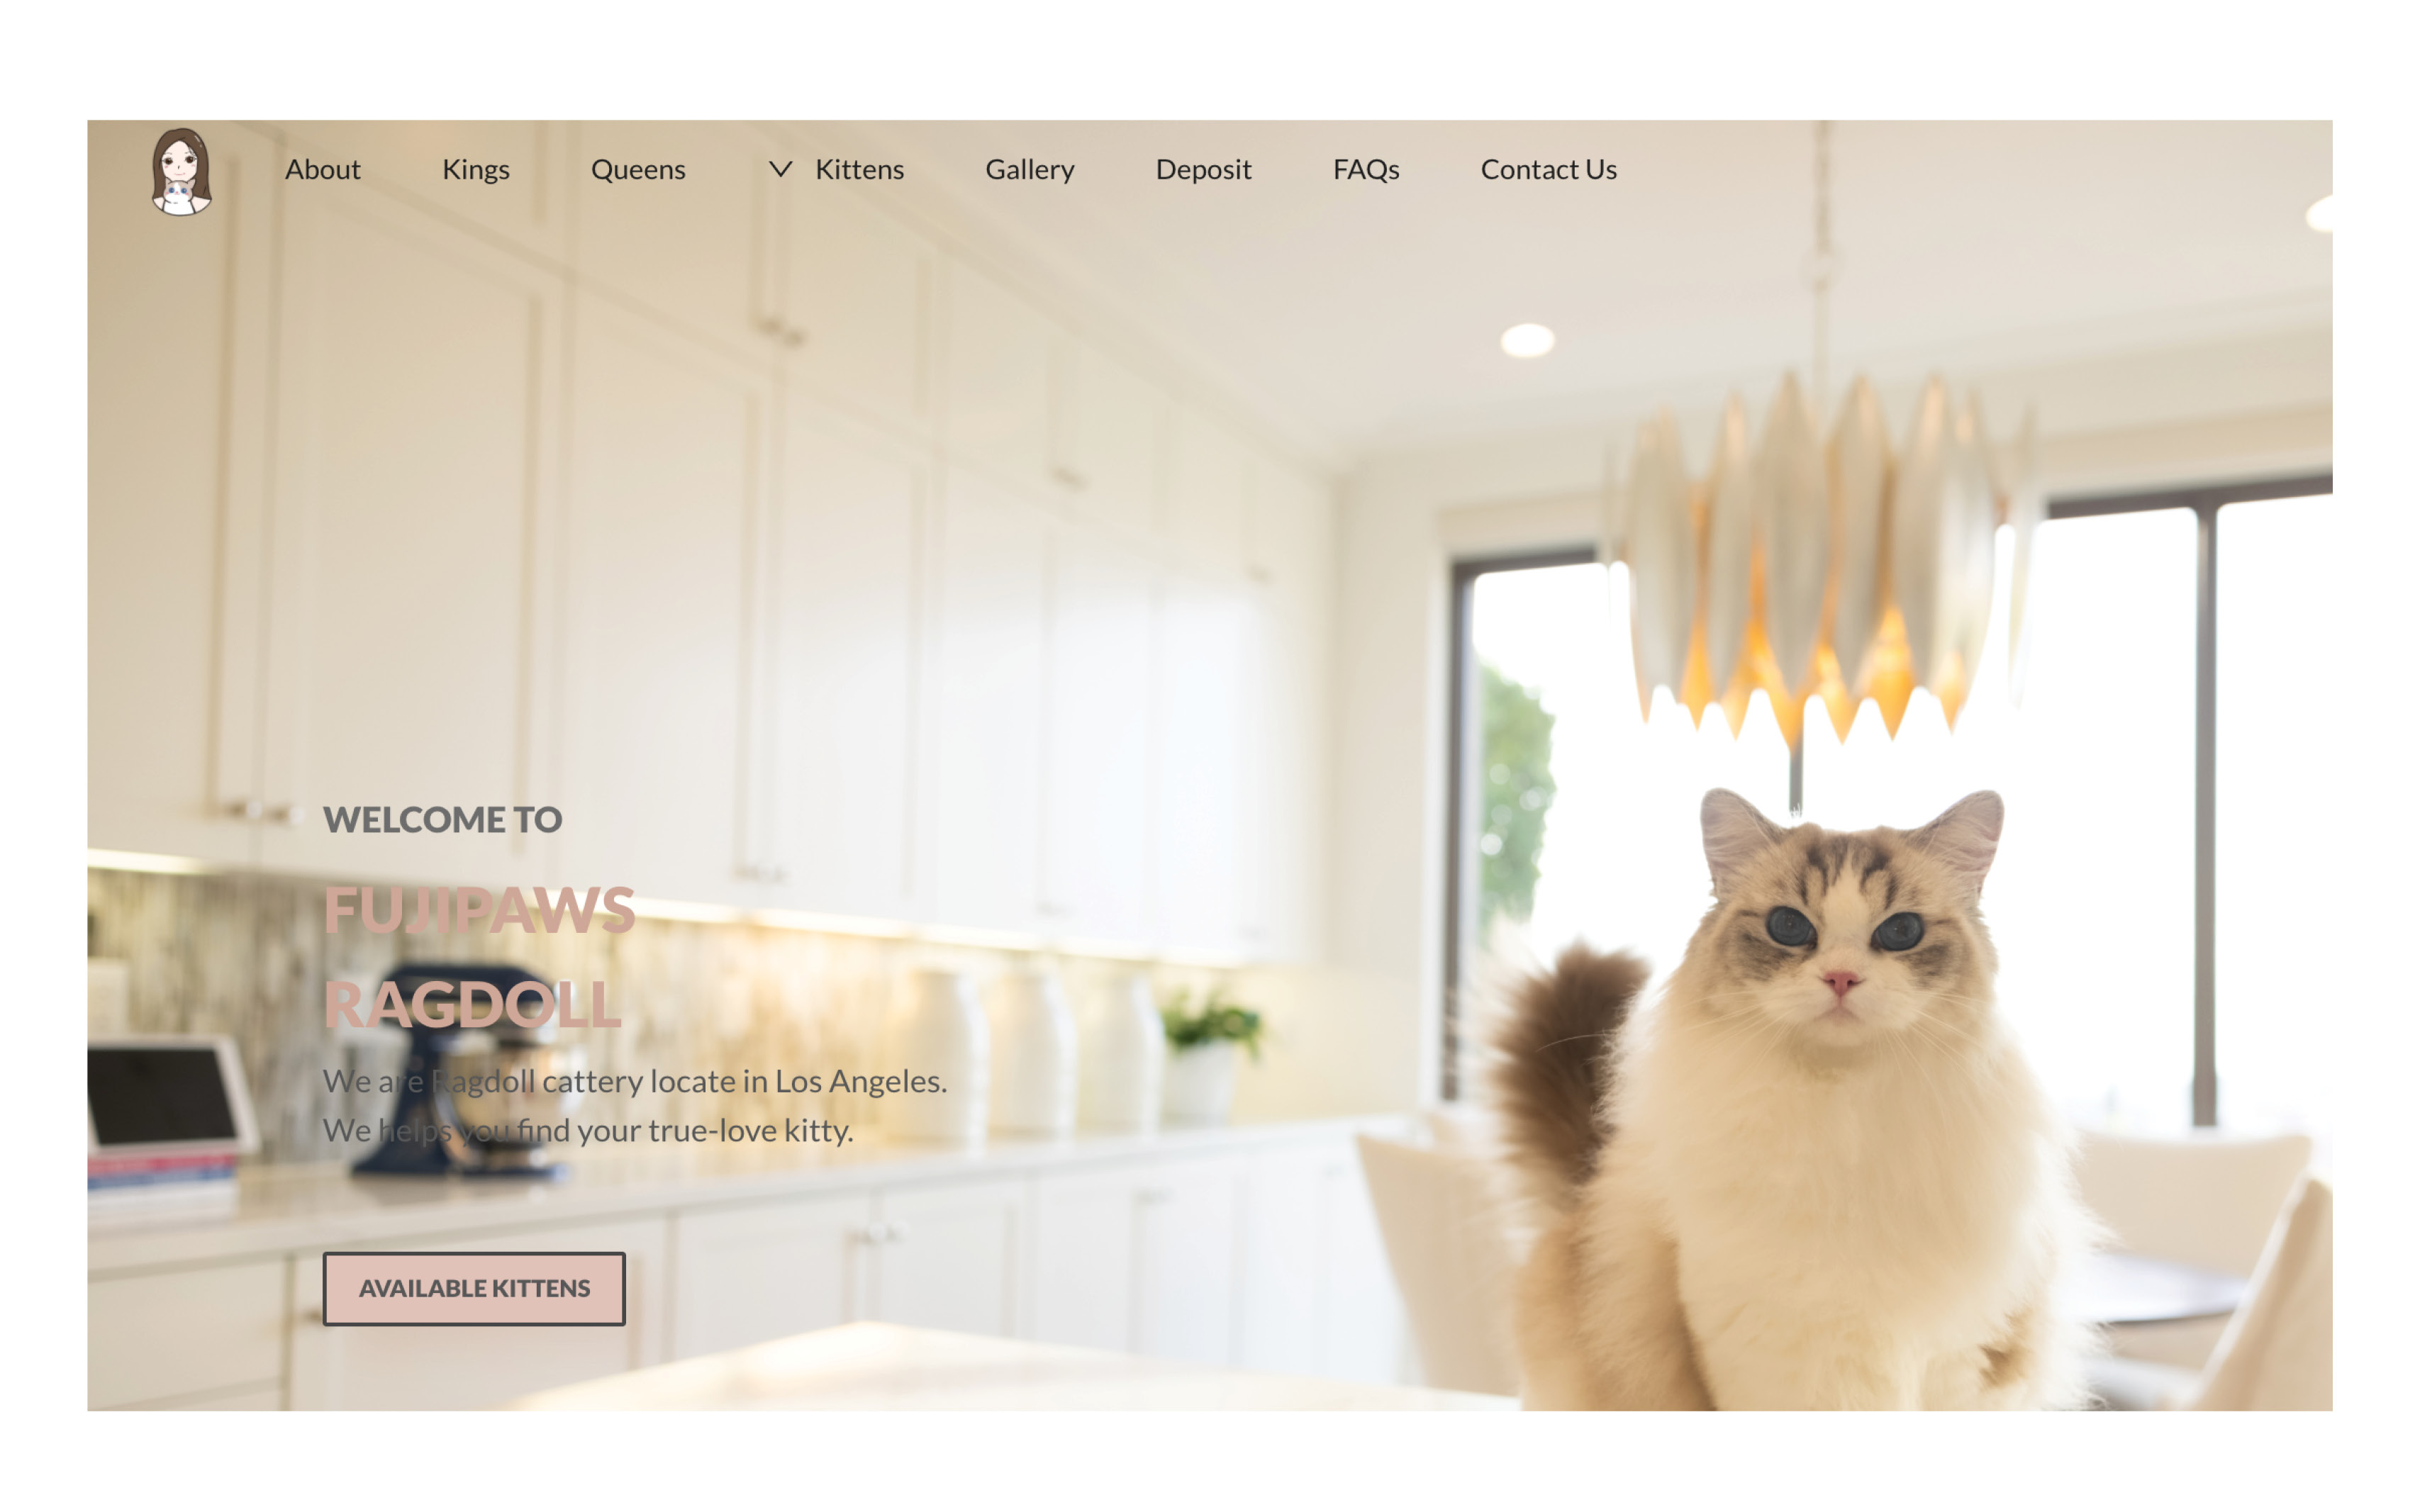 About
Kings
Queens
Kittens
Gallery
Deposit
FAQs
Contact Us
WELCOME TO
FUJIPAWS
RAGDOLL
We are Ragdoll cattery locate in Los Angeles.
We helps you find your true-love kitty.
AVAILABLE KITTENS